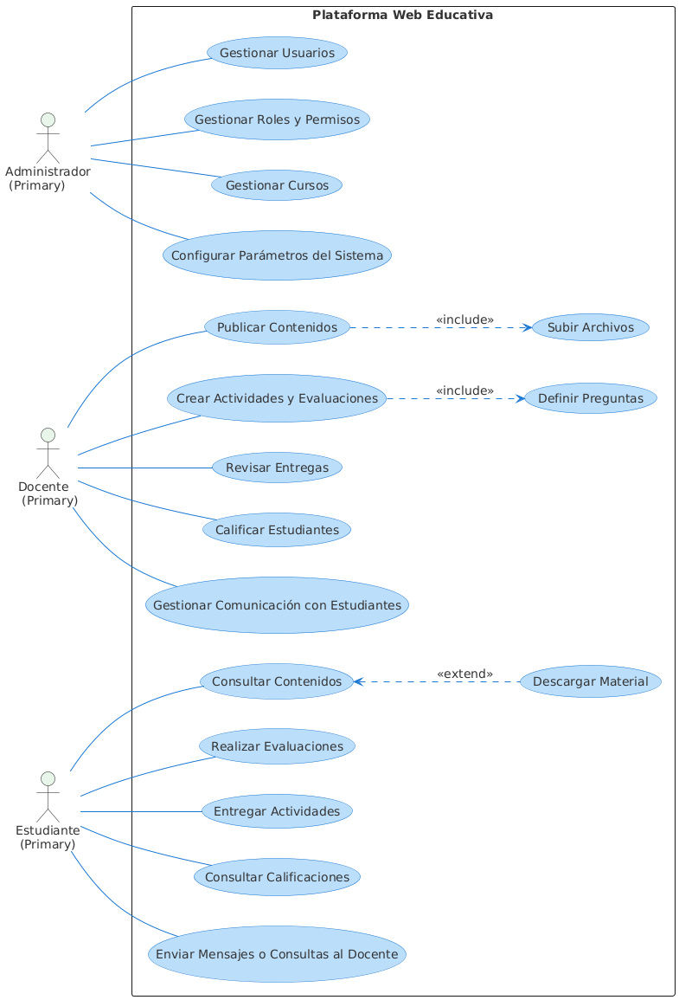 Plataforma Web Educativa
Gestionar Usuarios
Gestionar Roles y Permisos
Administrador
(Primary)
Gestionar Cursos
Configurar Parámetros del Sistema
Publicar Contenidos
«include»
Subir Archivos
Crear Actividades y Evaluaciones
«include»
Definir Preguntas
Revisar Entregas
Docente
(Primary)
Calificar Estudiantes
Gestionar Comunicación con Estudiantes
Consultar Contenidos
«extend»
Descargar Material
Realizar Evaluaciones
Entregar Actividades
Estudiante
(Primary)
Consultar Calificaciones
Enviar Mensajes o Consultas al Docente